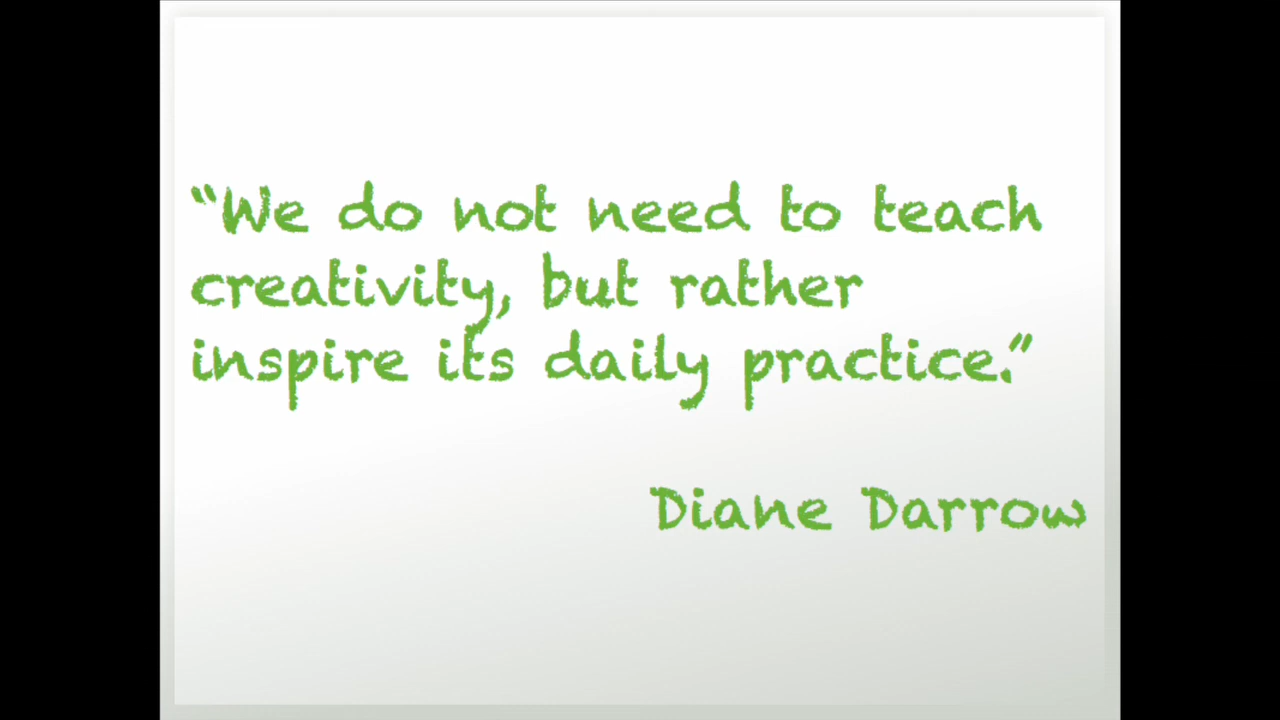 “We do not need to teach
creativity, but rather
inspire its daily practice.”
Diane Darrow